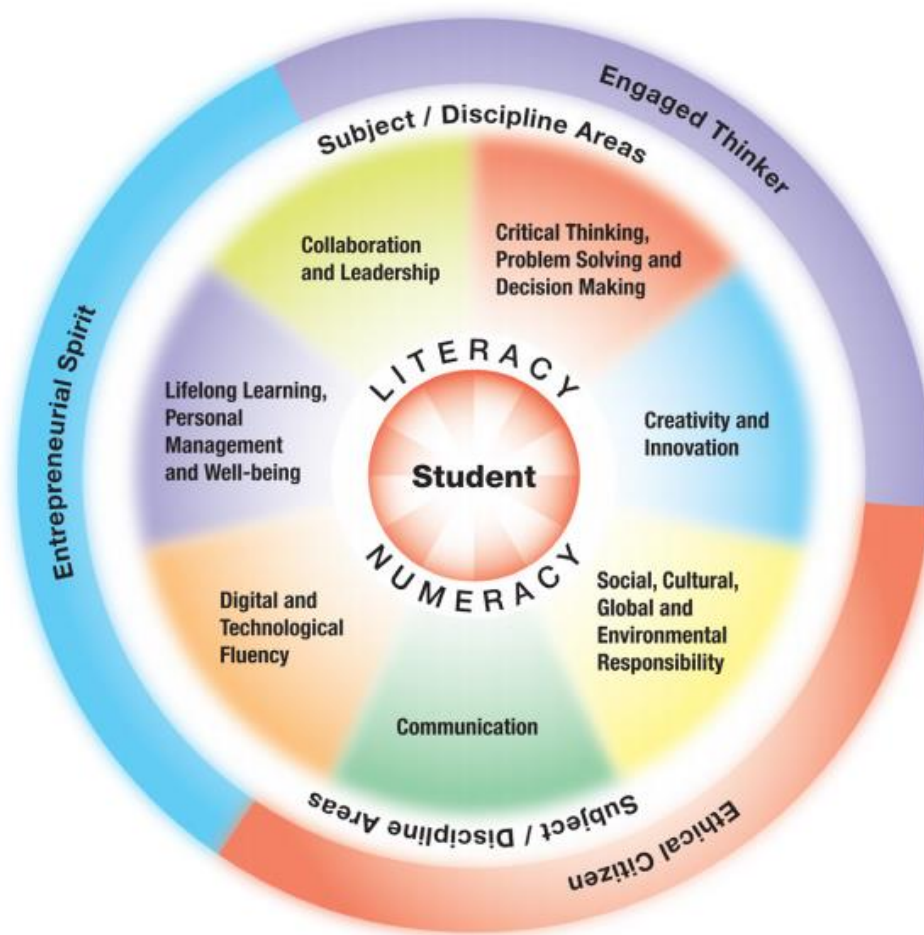 Engaged Thinker
Subject / Discipline Areas
Collaboration
and Leadership
Critical Thinking,
Problem Solving and
Decision Making
Entrepreneurial Spirit
LITERACY
Lifelong Learning,
Personal
Management
and Well-being
Creativity and
Innovation
Student
NUMERACY
Digital and
Technological
Fluency
Social, Cultural,
Global and
Environmental
Responsibility
Communication
Subject / Discipline Areas
Ethical Citizen